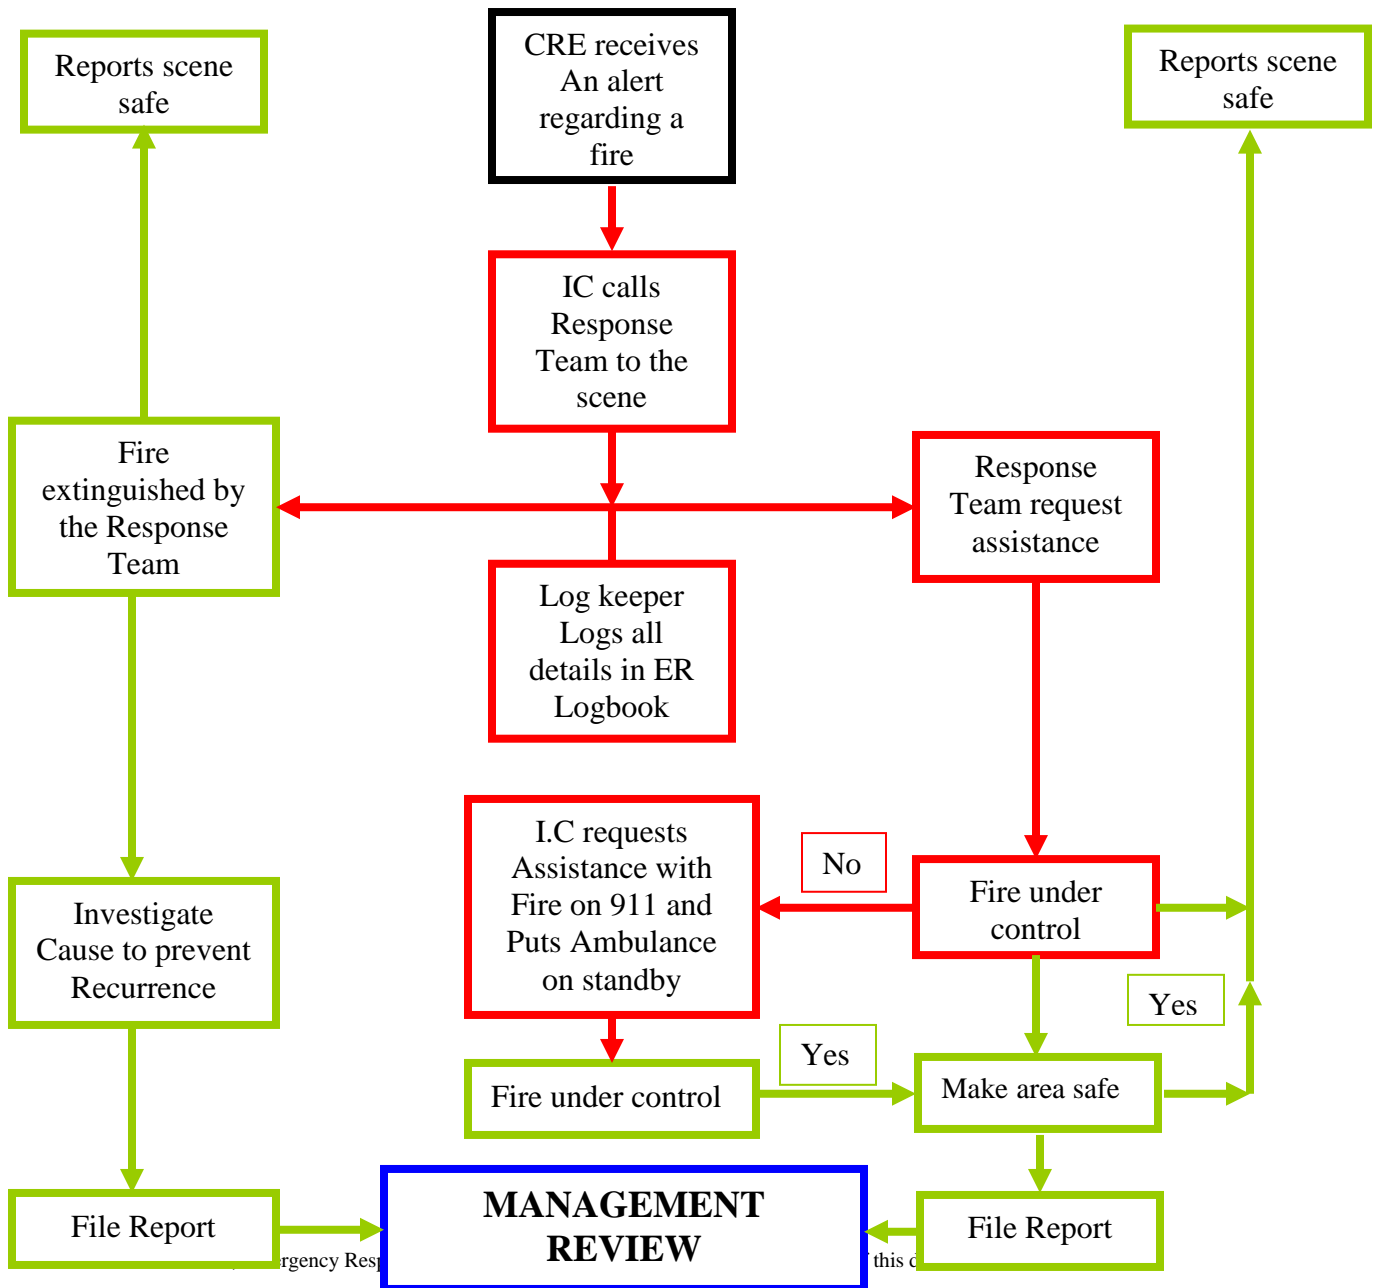 Reports scene
safe
CRE receives
An alert
regarding a
fire
Reports scene
safe
IC calls
Response
Team to the
scene
Fire
extinguished by
the Response
Team
Response
Team request
assistance
Log keeper
Logs all
details in ER
Logbook
I.C requests
Assistance with
Fire on 911 and
Puts Ambulance
on standby
No
Fire under
control
Investigate
Cause to prevent
Recurrence
Yes
Yes
Fire under control
Make area safe
File Report
MANAGEMENT
REVIEW
File Report
this